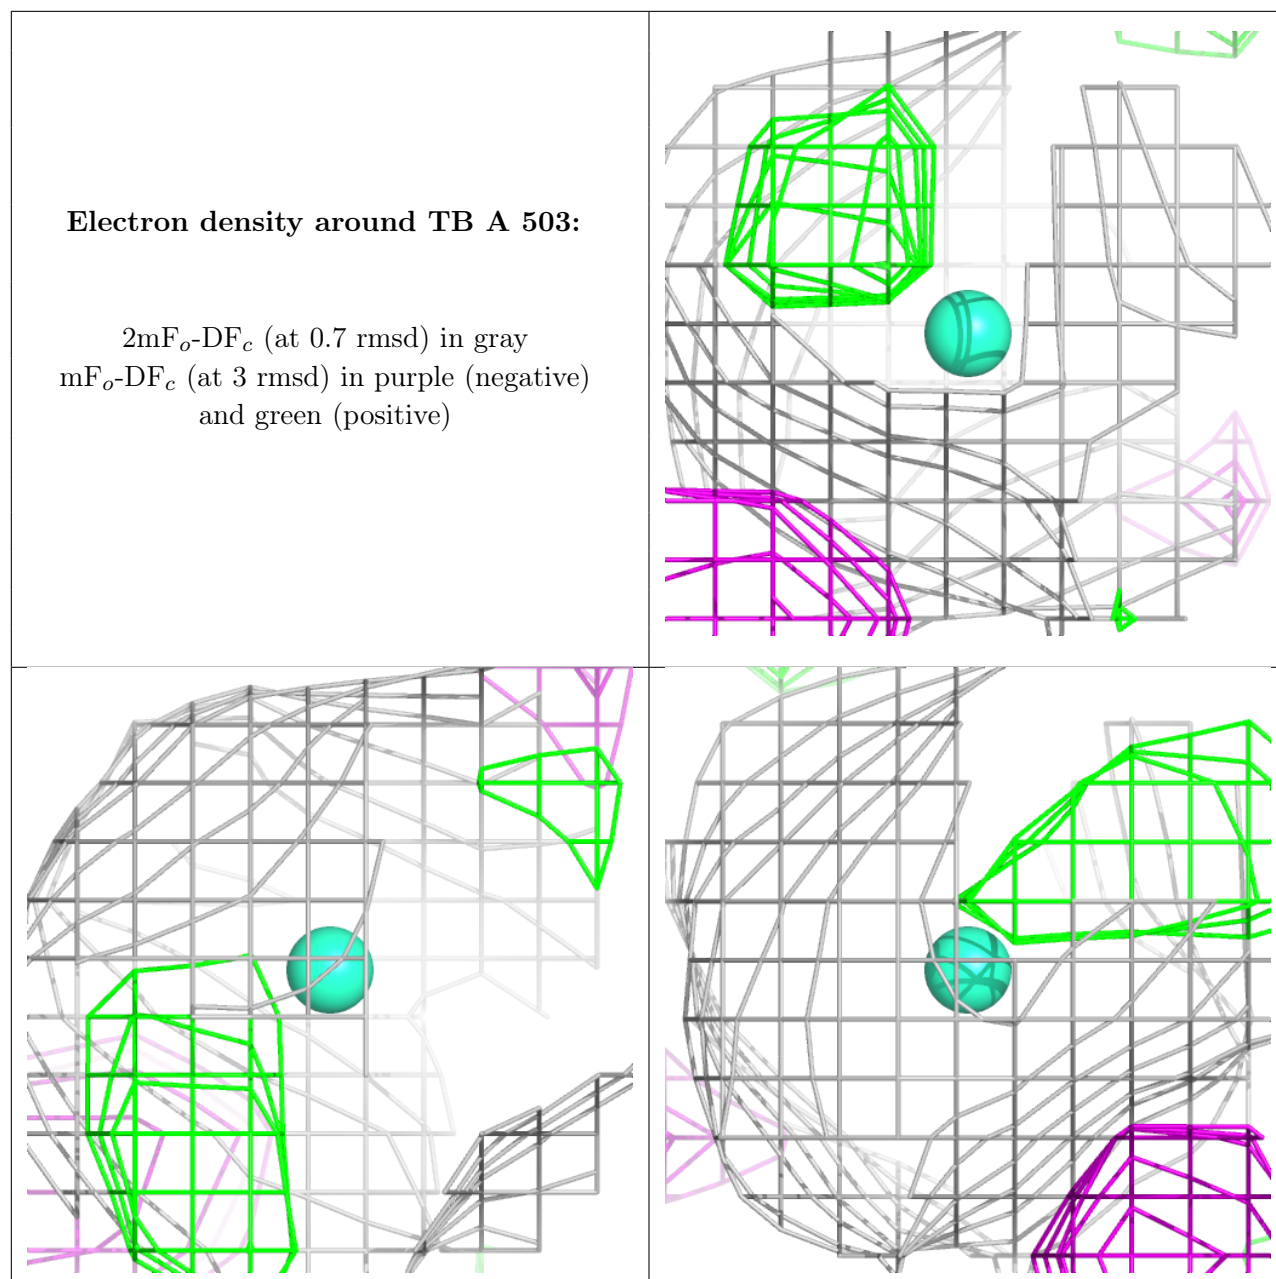 Electron density around TB A 503:
2mFo-DFc (at 0.7 rmsd) in gray
mFo-DFc (at 3 rmsd) in purple (negative)
and green (positive)